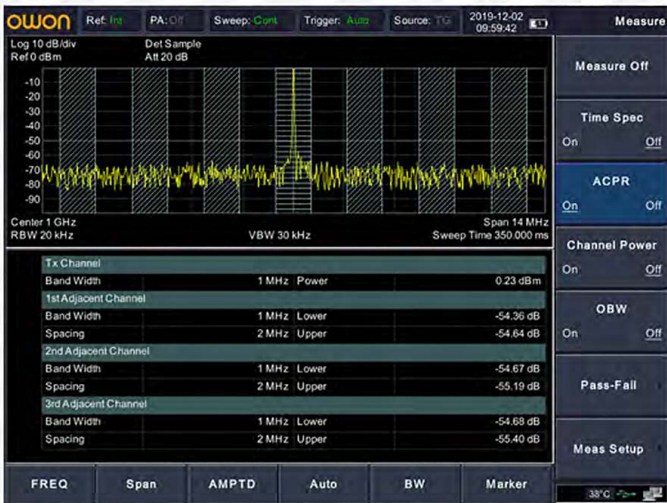 OWON Ref: Int PA: Off Sweep: Cont Trigger: Auto Source: TG 2019-12-02 09:59:42 Measure
Log 10 dB/div Det Sample
Ref 0 dBm Att 20 dB
-10
-20
-30
-40
-50
-60
-70
-80
-90
Center 1 GHz Span 14 MHz
RBW 20 kHz VBW 30 kHz Sweep Time 350.000 ms
Tx Channel
Band Width 1 MHz Power 0.23 dBm
1st Adjacent Channel
Band Width 1 MHz Lower -54.36 dB
Spacing 2 MHz Upper -54.64 dB
2nd Adjacent Channel
Band Width 1 MHz Lower -54.67 dB
Spacing 2 MHz Upper -55.19 dB
3rd Adjacent Channel
Band Width 1 MHz Lower -54.68 dB
Spacing 2 MHz Upper -55.40 dB
Measure Off
Time Spec
On Off
ACPR
On Off
Channel Power
On Off
OBW
On Off
Pass-Fail
Meas Setup
FREQ Span AMPTD Auto BW Marker
38°C